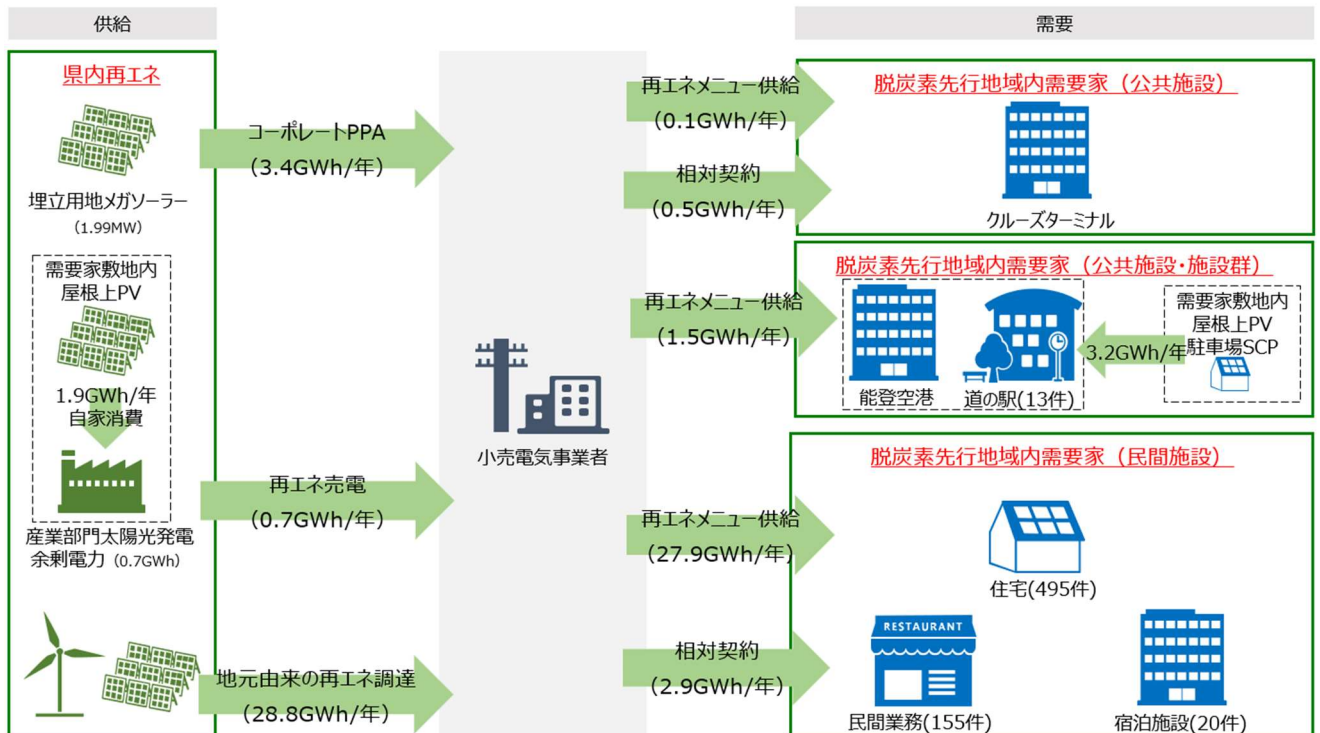 供給
需要
県内再エネ
埋立用地メガソーラー
（1.99MW）
需要家敷地内
屋根上PV
1.9GWh/年
自家消費
産業部門太陽光発電
余剰電力（0.7GWh）
コーポレートPPA
（3.4GWh/年）
再エネ売電
（0.7GWh/年）
地元由来の再エネ調達
（28.8GWh/年）
小売電気事業者
再エネメニュー供給
（0.1GWh/年）
相対契約
（0.5GWh/年）
再エネメニュー供給
（1.5GWh/年）
再エネメニュー供給
（27.9GWh/年）
相対契約
（2.9GWh/年）
脱炭素先行地域内需要家（公共施設）
クルーズターミナル
脱炭素先行地域内需要家（公共施設・施設群）
能登空港
道の駅(13件)
3.2GWh/年
需要家敷地内
屋根上PV
駐車場SCP
脱炭素先行地域内需要家（民間施設）
住宅(495件)
RESTAURANT
民間業務(155件)
宿泊施設(20件)